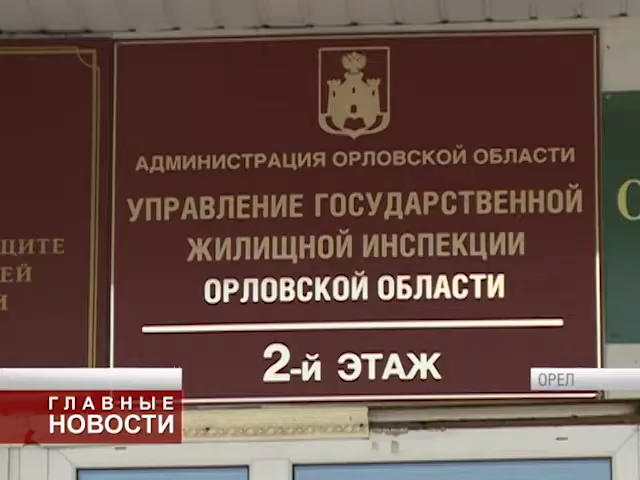 АДМИНИСТРАЦИЯ ОРЛОВСКОЙ ОБЛАСТИ
УПРАВЛЕНИЕ ГОСУДАРСТВЕННОЙ
ЖИЛИЩНОЙ ИНСПЕКЦИИ
ОРЛОВСКОЙ ОБЛАСТИ
2-й ЭТАЖ
ОРЕЛ
ГЛАВНЫЕ
НОВОСТИ